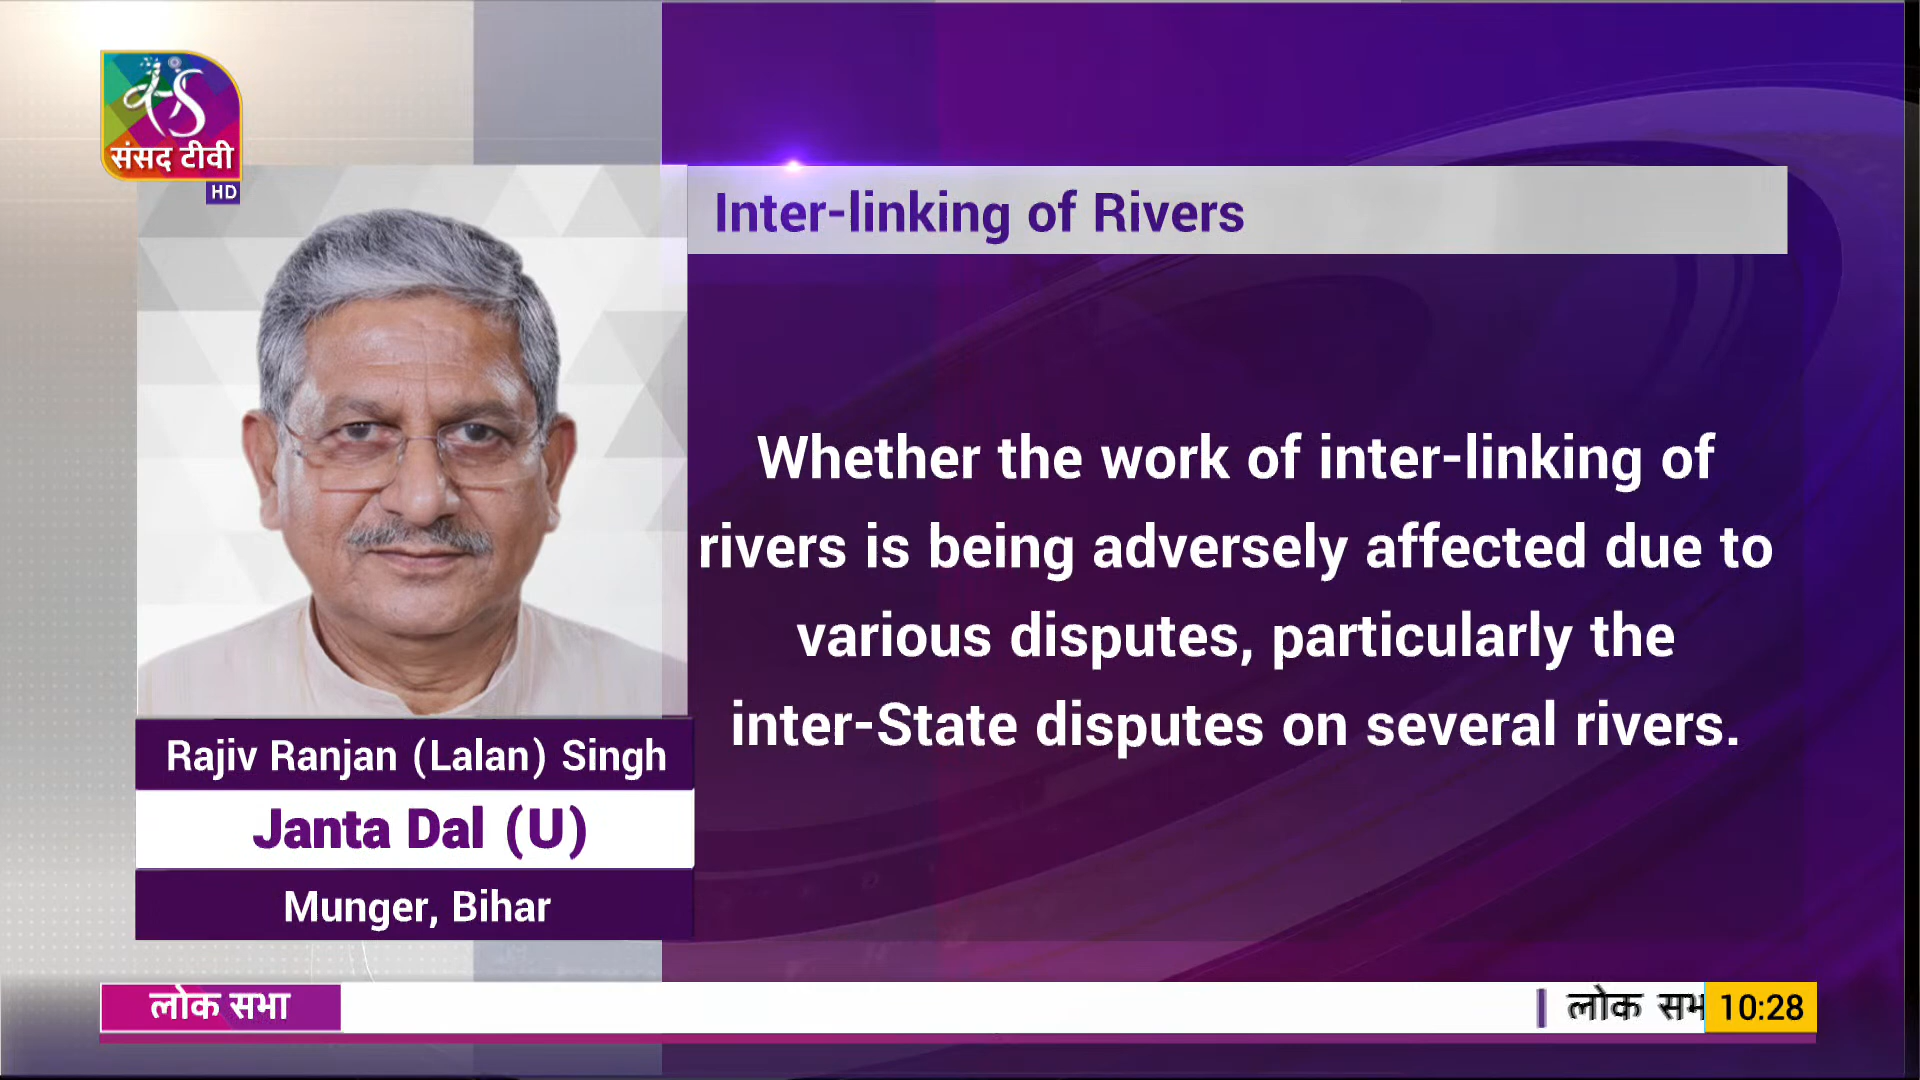 संसद टीवी
HD
Inter-linking of Rivers
Whether the work of inter-linking of
rivers is being adversely affected due to
various disputes, particularly the
inter-State disputes on several rivers.
Rajiv Ranjan (Lalan) Singh
Janta Dal (U)
Munger, Bihar
लोक सभा
| लोक सभ
10:28